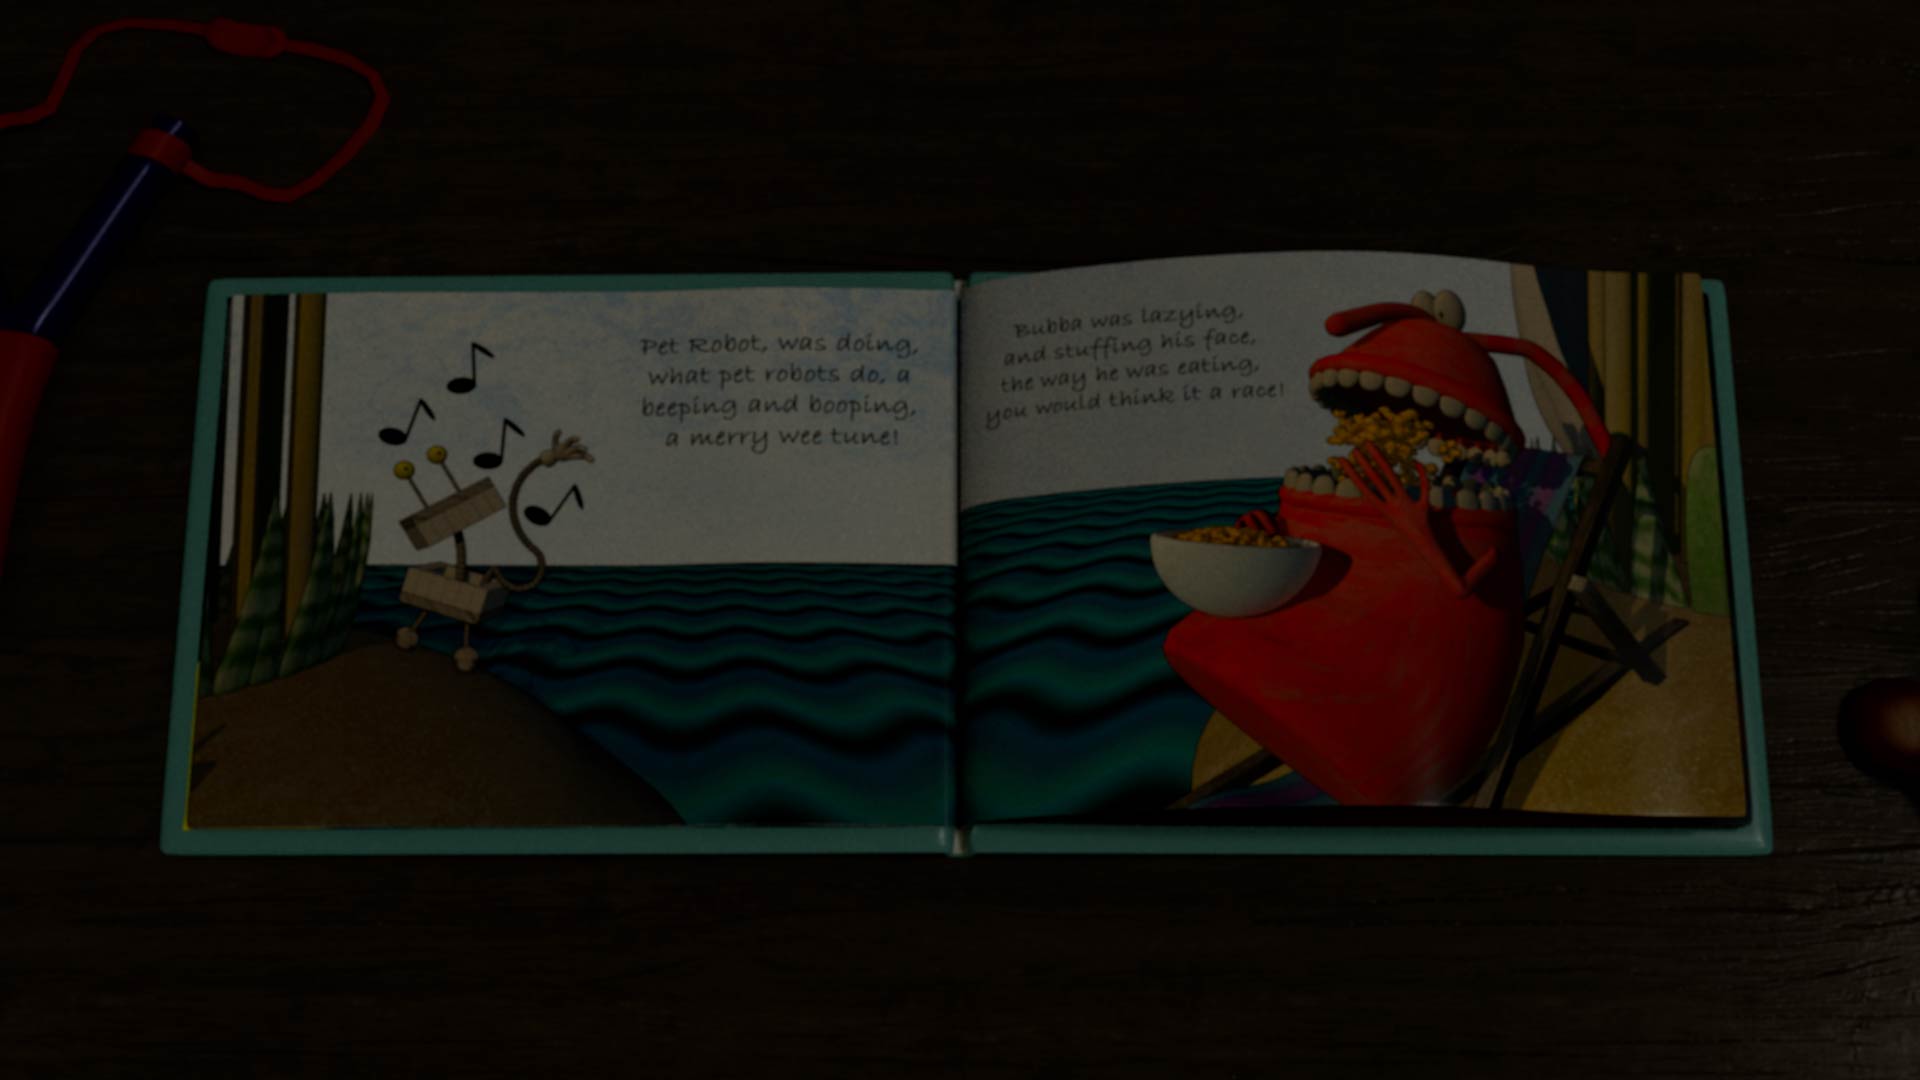 Pet Robot, was doing,
what pet robots do, a
beeping and booping,
a merry wee tune!
Bubba was lazying,
and stuffing his face,
the way he was eating,
you would think it a race!